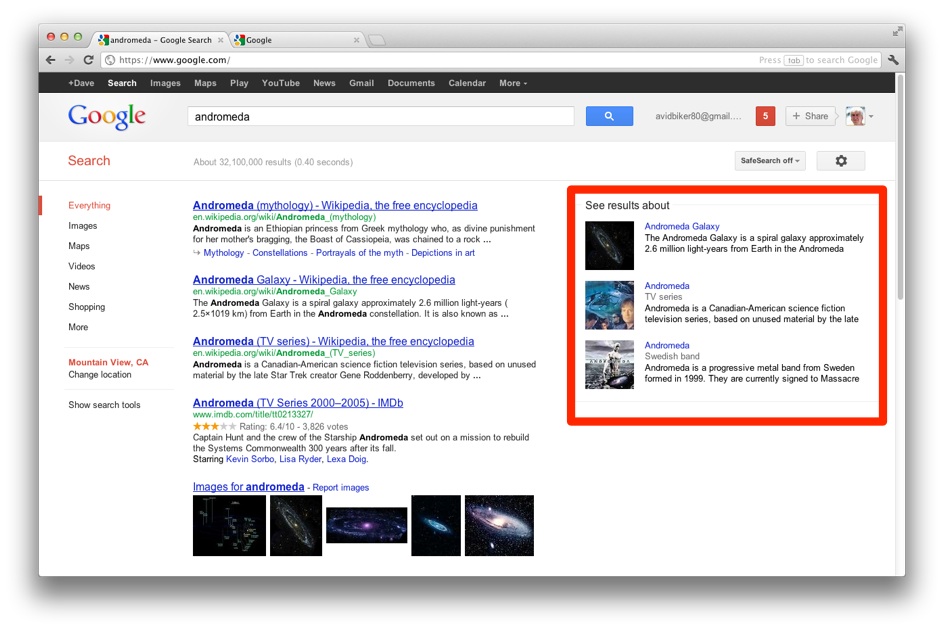 andromeda - Google Search
Google
https://www.google.com/
Press tab to search Google
+Dave Search Images Maps Play YouTube News Gmail Documents Calendar More
Google
andromeda
avidbiker80@gmail....
5
+ Share
Search
About 32,100,000 results (0.40 seconds)
SafeSearch off
Everything
Images
Maps
Videos
News
Shopping
More
Mountain View, CA
Change location
Show search tools
Andromeda (mythology) - Wikipedia, the free encyclopedia
en.wikipedia.org/wiki/Andromeda_(mythology)
Andromeda is an Ethiopian princess from Greek mythology who, as divine punishment
for her mother's bragging, the Boast of Cassiopeia, was chained to a rock ...
Mythology - Constellations - Portrayals of the myth - Depictions in art
Andromeda Galaxy - Wikipedia, the free encyclopedia
en.wikipedia.org/wiki/Andromeda_Galaxy
The Andromeda Galaxy is a spiral galaxy approximately 2.6 million light-years (
2.5×1019 km) from Earth in the Andromeda constellation. It is also known as ...
Andromeda (TV series) - Wikipedia, the free encyclopedia
en.wikipedia.org/wiki/Andromeda_(TV_series)
Andromeda is a Canadian-American science fiction television series, based on unused
material by the late Star Trek creator Gene Roddenberry, developed by ...
Andromeda (TV Series 2000–2005) - IMDb
www.imdb.com/title/tt0213327/
Rating: 6.4/10 - 3,826 votes
Captain Hunt and the crew of the Starship Andromeda set out on a mission to rebuild
the Systems Commonwealth 300 years after its fall.
Starring Kevin Sorbo, Lisa Ryder, Lexa Doig.
Images for andromeda - Report images
See results about
Andromeda Galaxy
The Andromeda Galaxy is a spiral galaxy approximately
2.6 million light-years from Earth in the Andromeda
Andromeda
TV series
Andromeda is a Canadian-American science fiction
television series, based on unused material by the late
Andromeda
Swedish band
Andromeda is a progressive metal band from Sweden
formed in 1999. They are currently signed to Massacre